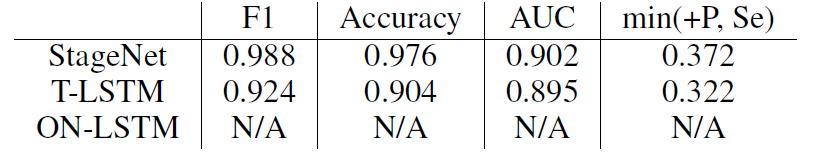 F1 Accuracy AUC min(+P, Se)
StageNet 0.988 0.976 0.902 0.372
T-LSTM 0.924 0.904 0.895 0.322
ON-LSTM N/A N/A N/A N/A